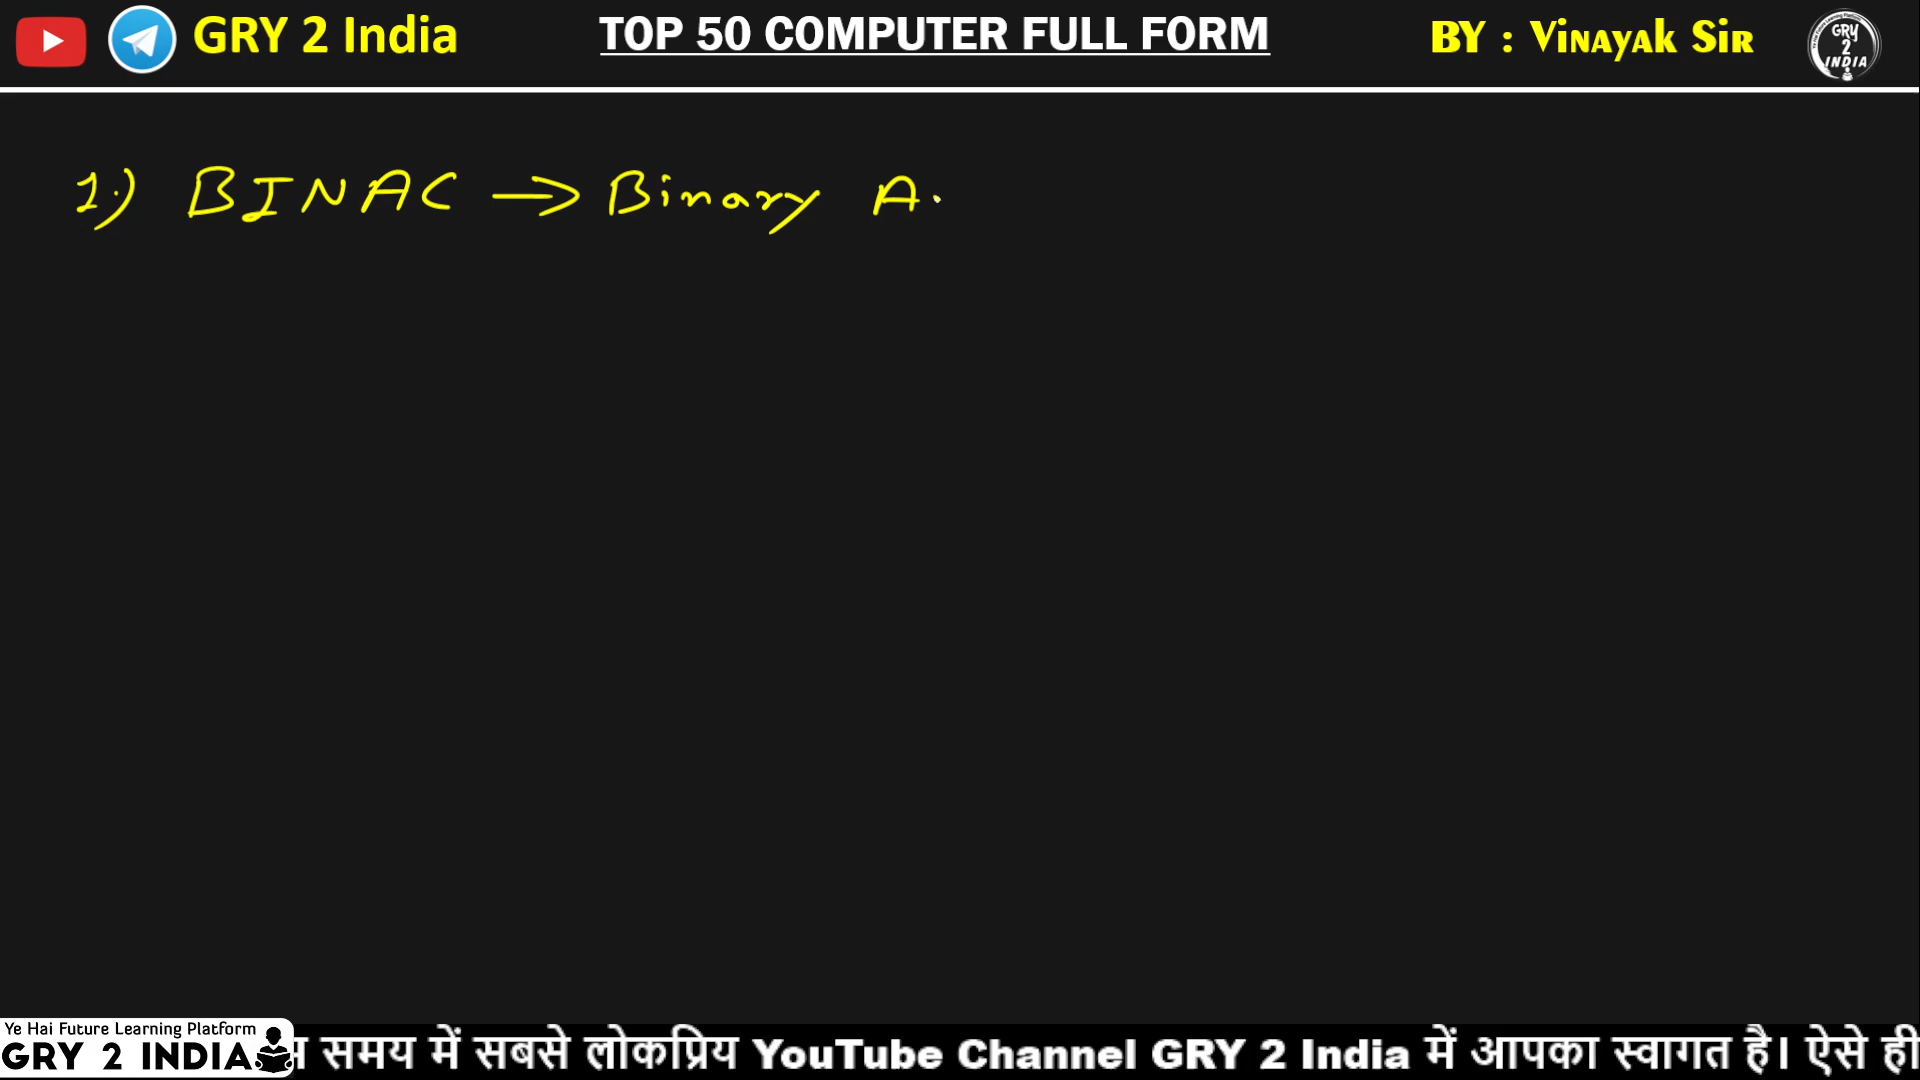 GRY 2 India TOP 50 COMPUTER FULL FORM BY : Vinayak Sir GRY 2 INDIA
1.) BINAC → Binary A
Ye Hai Future Learning Platform
GRY 2 INDIA समय में सबसे लोकप्रिय YouTube Channel GRY 2 India में आपका स्वागत है। ऐसे ही